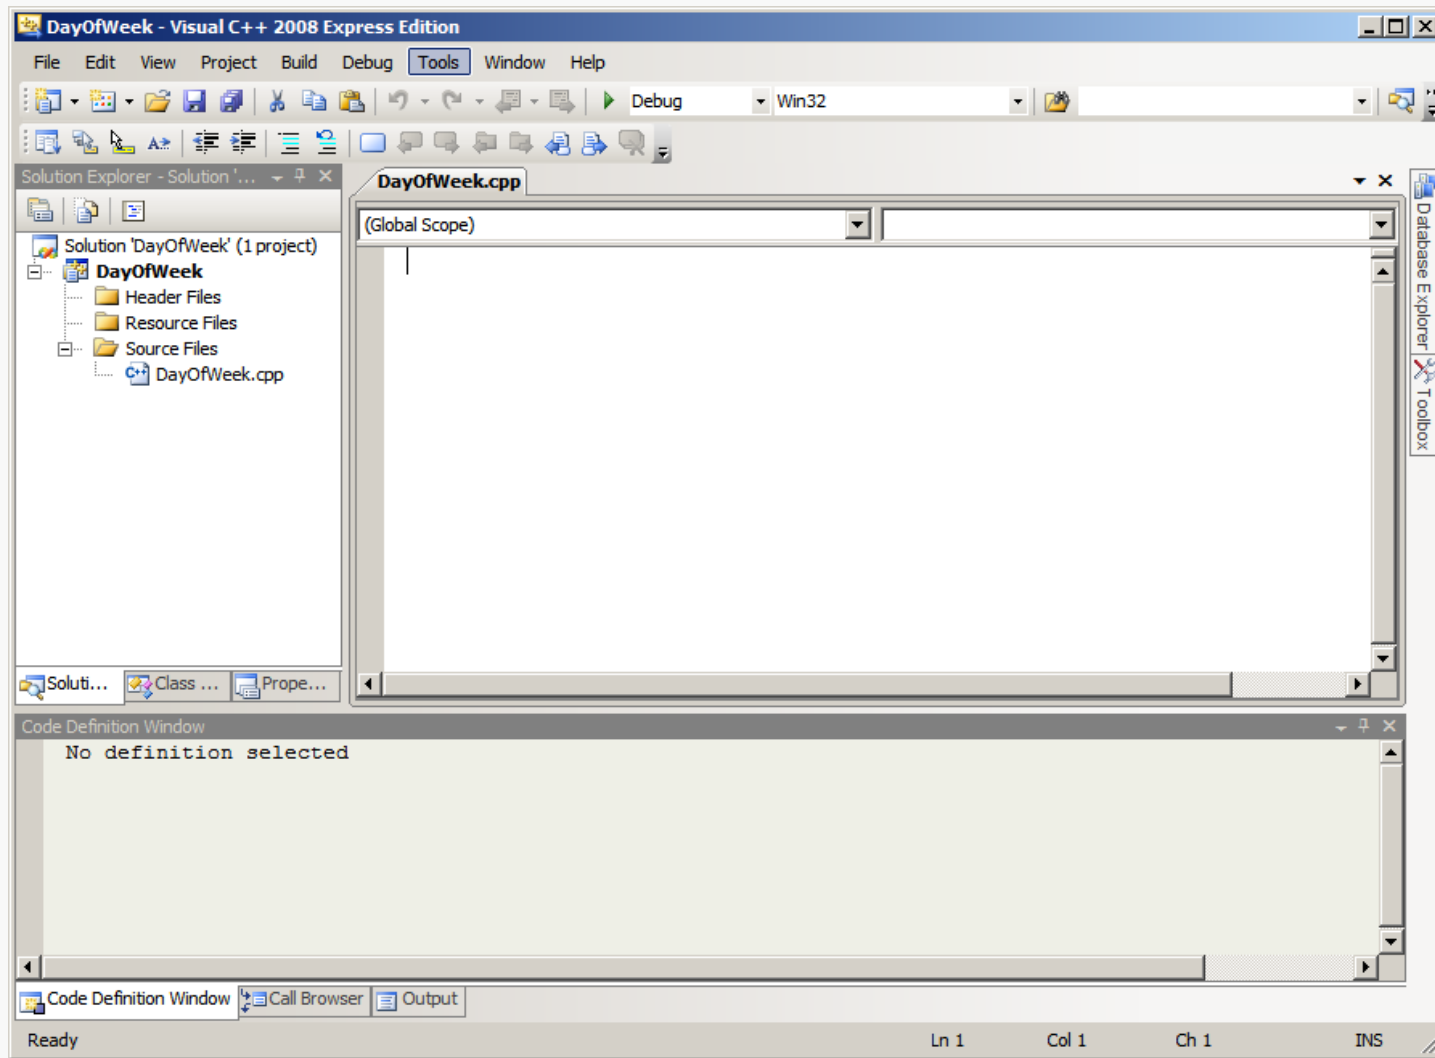 DayOfWeek - Visual C++ 2008 Express Edition
File Edit View Project Build Debug Tools Window Help
Debug Win32
Solution Explorer - Solution '...
Solution 'DayOfWeek' (1 project)
DayOfWeek
Header Files
Resource Files
Source Files
DayOfWeek.cpp
Soluti... Class ... Prope...
DayOfWeek.cpp
(Global Scope)
Database Explorer
Toolbox
Code Definition Window
No definition selected
Code Definition Window Call Browser Output
Ready Ln 1 Col 1 Ch 1 INS